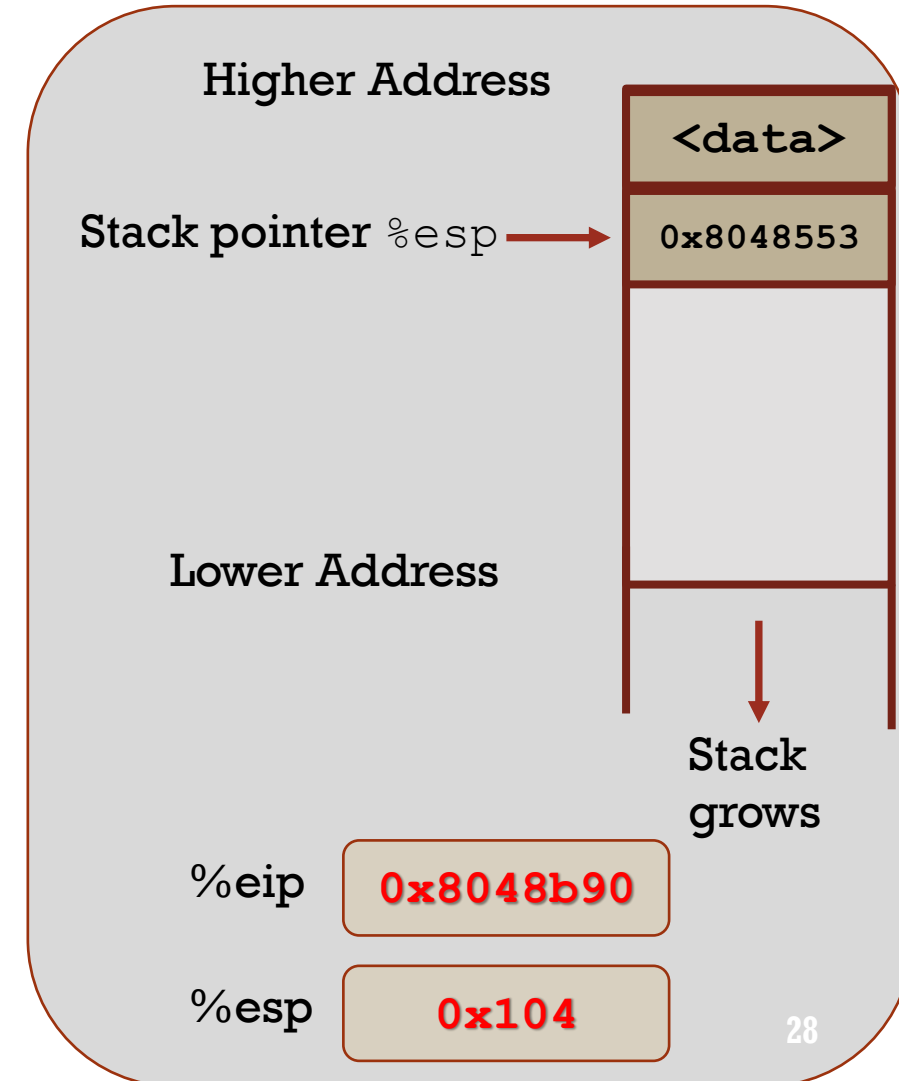 Higher Address
<data>
Stack pointer %esp
0x8048553
Lower Address
Stack
grows
%eip
0x8048b90
%esp
0x104
28